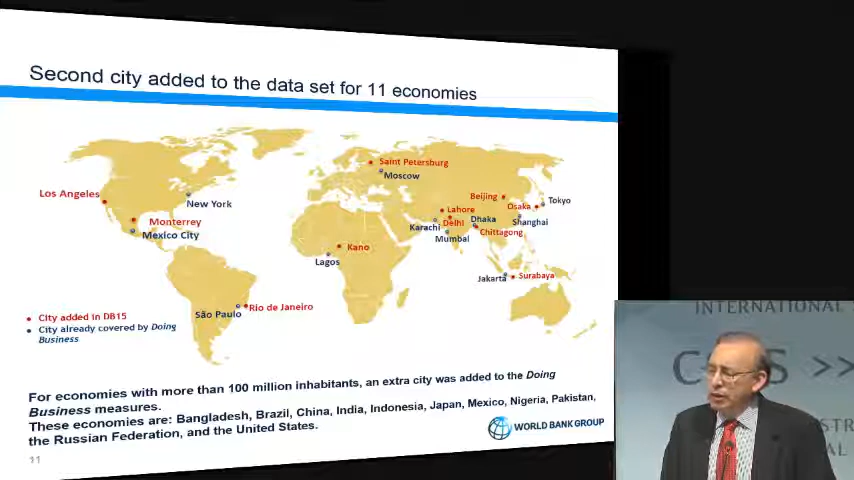 Second city added to the data set for 11 economies
Saint Petersburg
Moscow
Los Angeles
New York
Beijing
Tokyo
Osaka
Lahore
Monterrey
Delhi
Dhaka
Shanghai
Karachi
Mexico City
Chittagong
Mumbai
Kano
Lagos
Jakarta
Surabaya
Rio de Janeiro
São Paulo
City added in DB15
City already covered by Doing
Business
For economies with more than 100 million inhabitants, an extra city was added to the Doing
Business measures.
These economies are: Bangladesh, Brazil, China, India, Indonesia, Japan, Mexico, Nigeria, Pakistan,
the Russian Federation, and the United States.
WORLD BANK GROUP
11
INTERNATIONAL